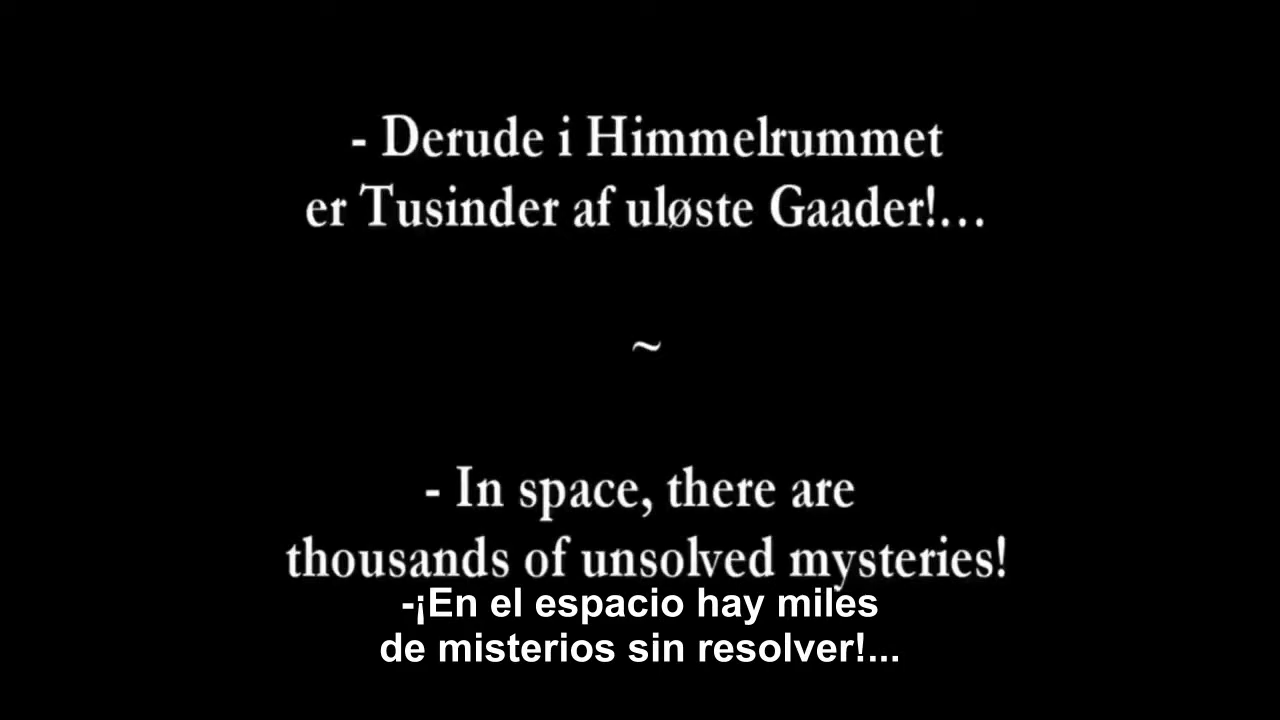 - Derude i Himmelrummet
er Tusinder af uløste Gaader!...
~
- In space, there are
thousands of unsolved mysteries!
-¡En el espacio hay miles
de misterios sin resolver!...